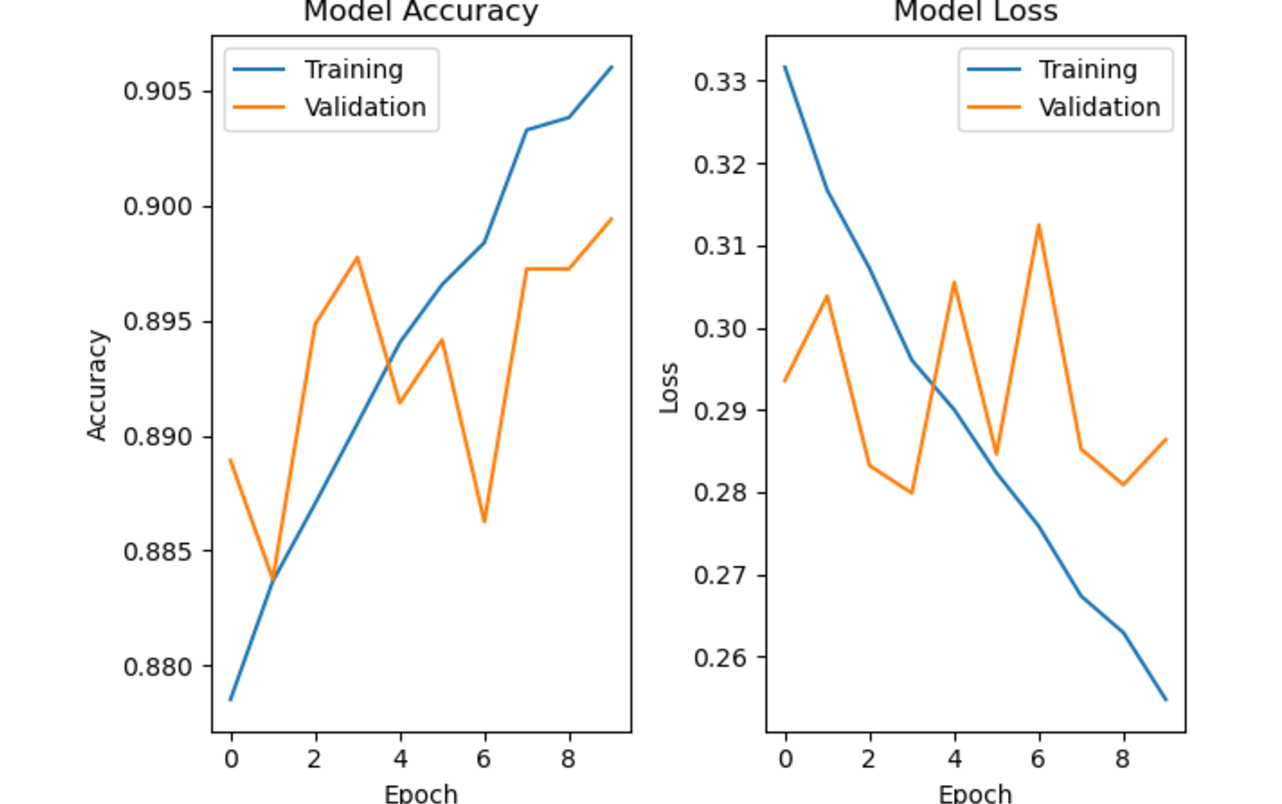 Model Accuracy
Training
Validation
0.905
0.900
0.895
0.890
0.885
0.880
Accuracy
0 2 4 6 8
Epoch
Model Loss
Training
Validation
0.33
0.32
0.31
0.30
0.29
0.28
0.27
0.26
Loss
0 2 4 6 8
Epoch